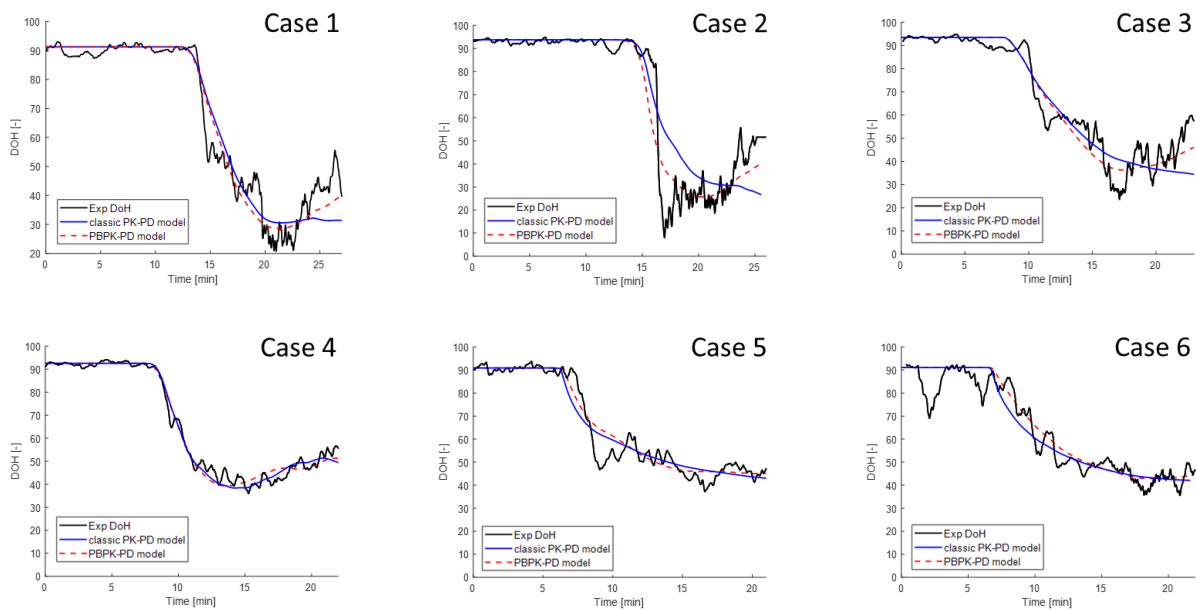 Case 1
100
90
80
70
60
50
40
30
20
DOH [-]
Exp DoH
classic PK-PD model
PBPK-PD model
0
5
10
15
20
25
Time [min]
Case 2
100
90
80
70
60
50
40
30
20
10
0
DOH [-]
Exp DoH
classic PK-PD model
PBPK-PD model
0
5
10
15
20
25
Time [min]
Case 3
100
90
80
70
60
50
40
30
20
10
0
DOH [-]
Exp DoH
classic PK-PD model
PBPK-PD model
0
5
10
15
20
Time [min]
Case 4
100
90
80
70
60
50
40
30
20
10
0
DOH [-]
Exp DoH
classic PK-PD model
PBPK-PD model
0
5
10
15
20
Time [min]
Case 5
100
90
80
70
60
50
40
30
20
10
0
DOH [-]
Exp DoH
classic PK-PD model
PBPK-PD model
0
5
10
15
20
Time [min]
Case 6
100
90
80
70
60
50
40
30
20
10
0
DOH [-]
Exp DoH
classic PK-PD model
PBPK-PD model
0
5
10
15
20
Time [min]